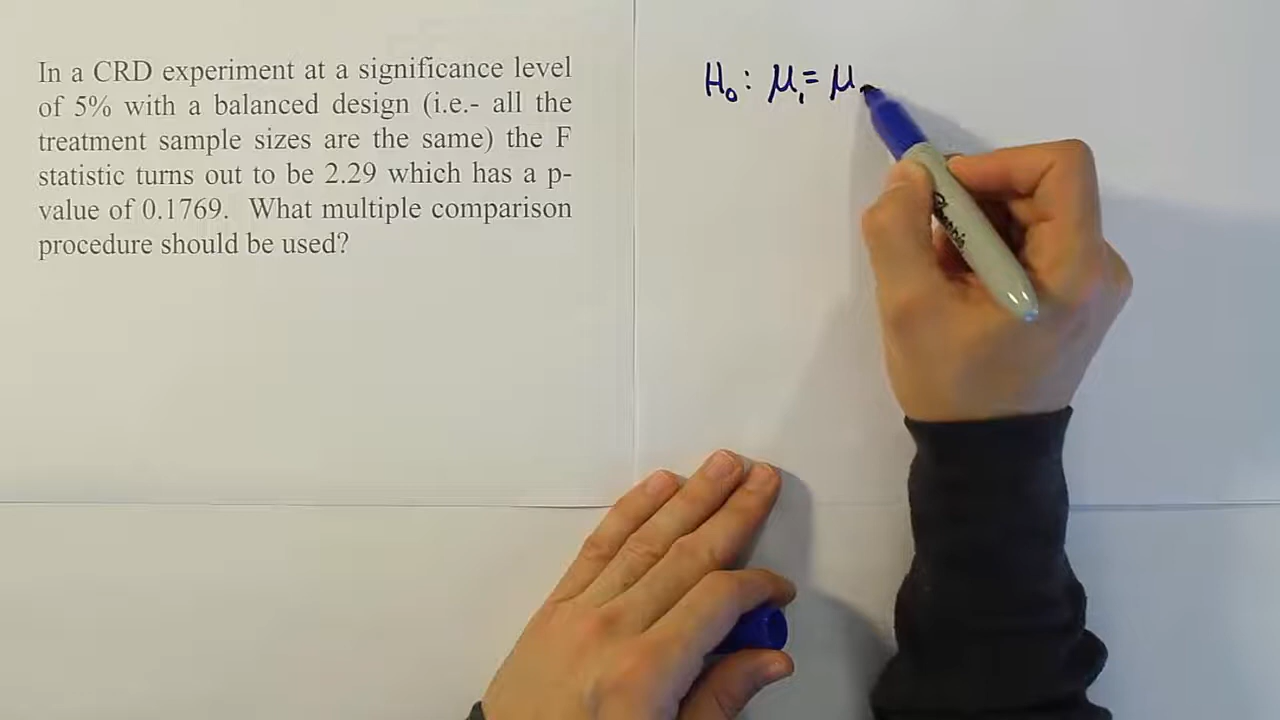 In a CRD experiment at a significance level
of 5% with a balanced design (i.e.- all the
treatment sample sizes are the same) the F
statistic turns out to be 2.29 which has a p-
value of 0.1769. What multiple comparison
procedure should be used?
H₀: μ₁ = μ
Sharpie